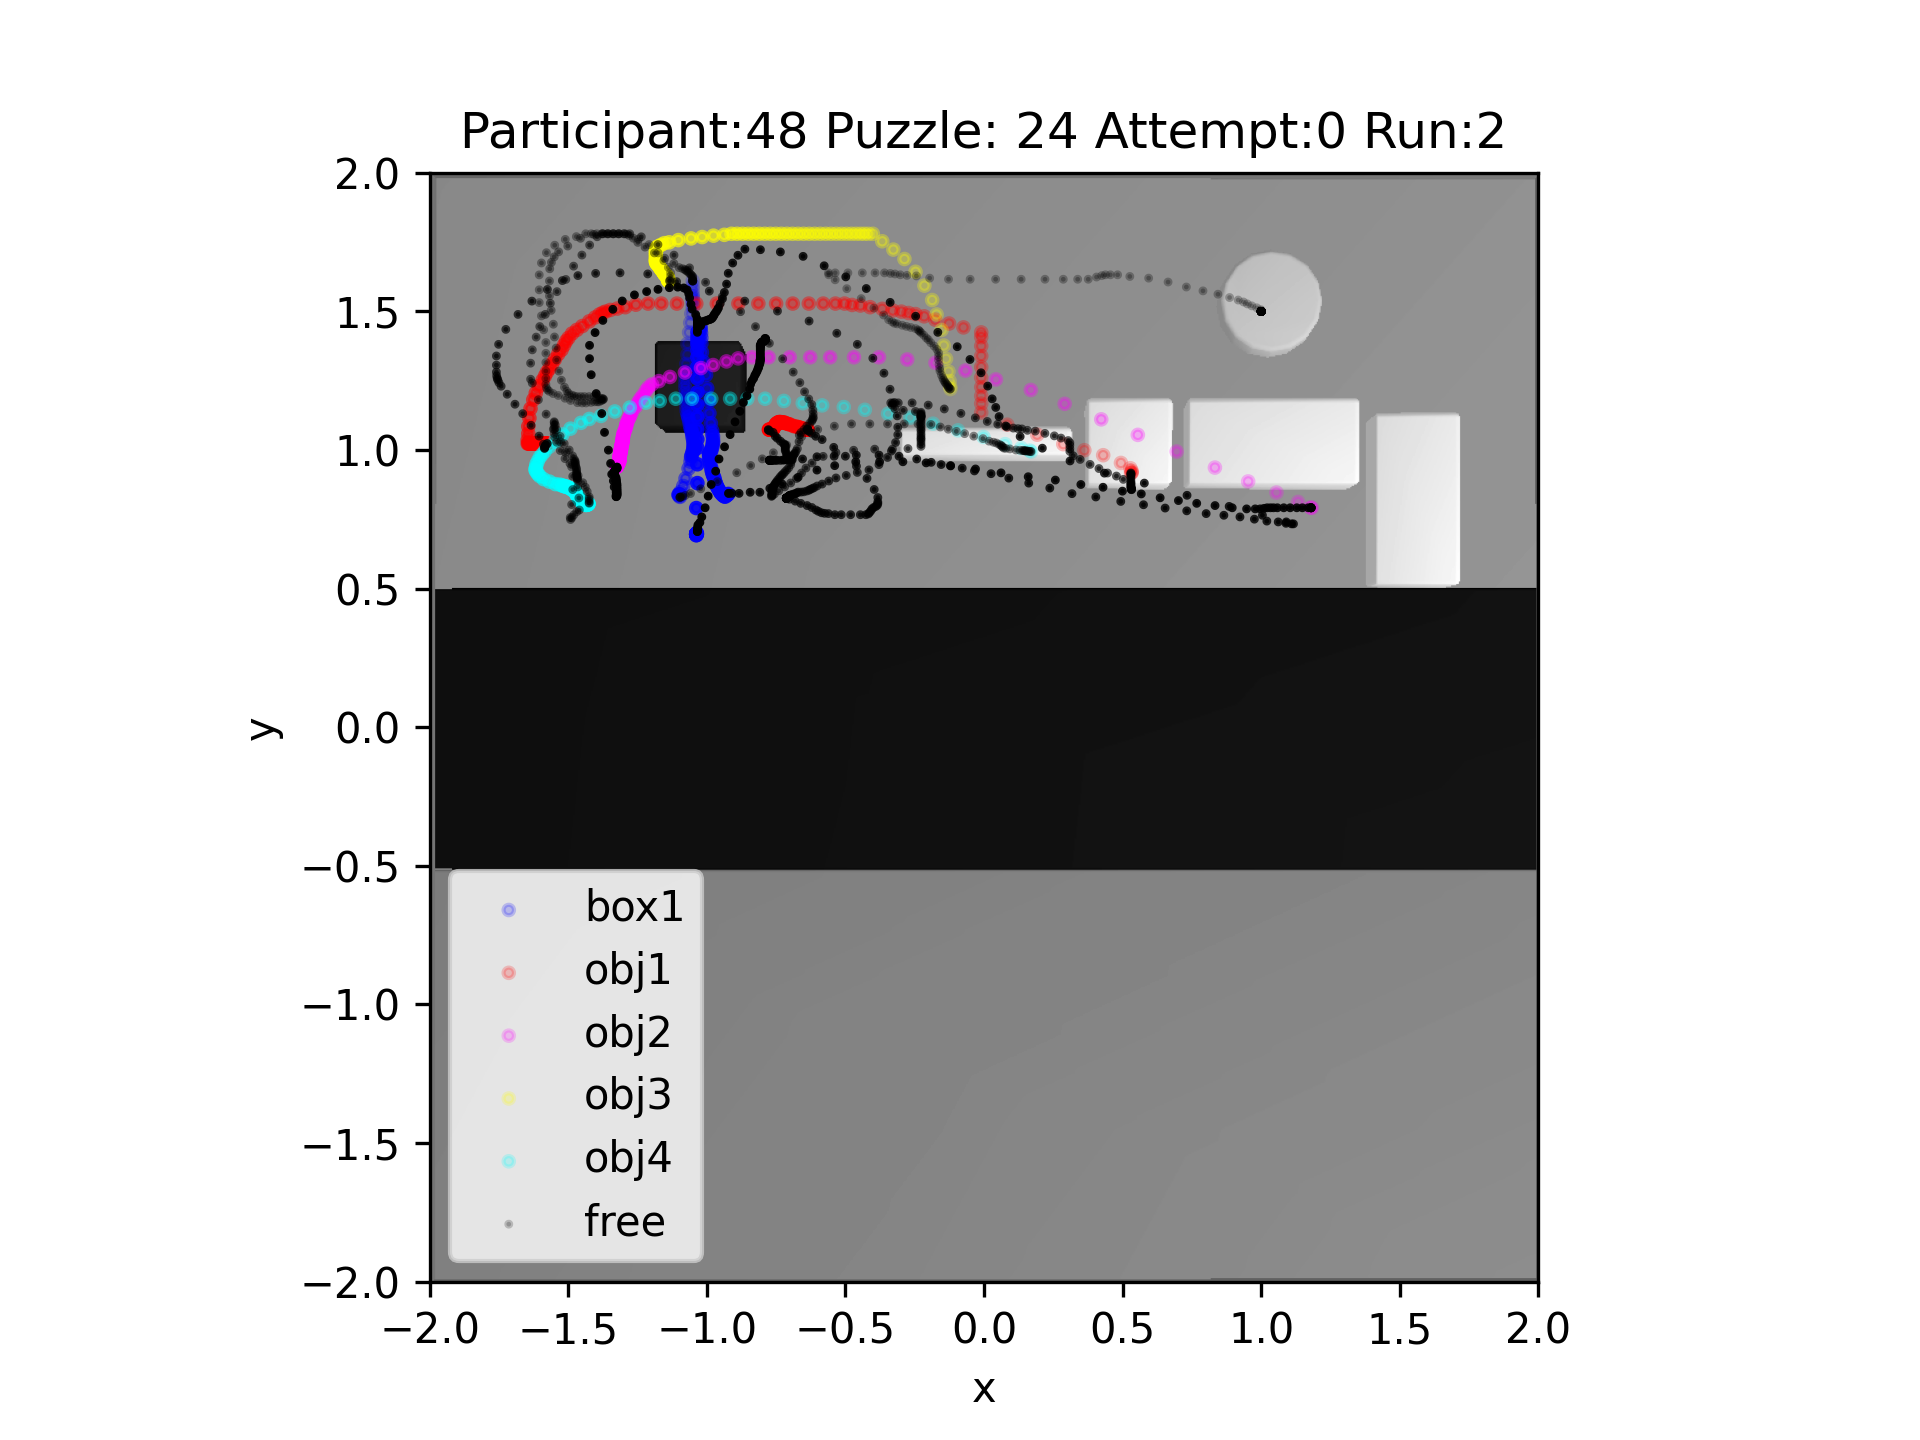 Participant:48 Puzzle: 24 Attempt:0 Run:2
2.0
1.5
1.0
0.5
0.0
−0.5
−1.0
−1.5
−2.0
y
box1
obj1
obj2
obj3
obj4
free
−2.0 −1.5 −1.0 −0.5 0.0 0.5 1.0 1.5 2.0
x